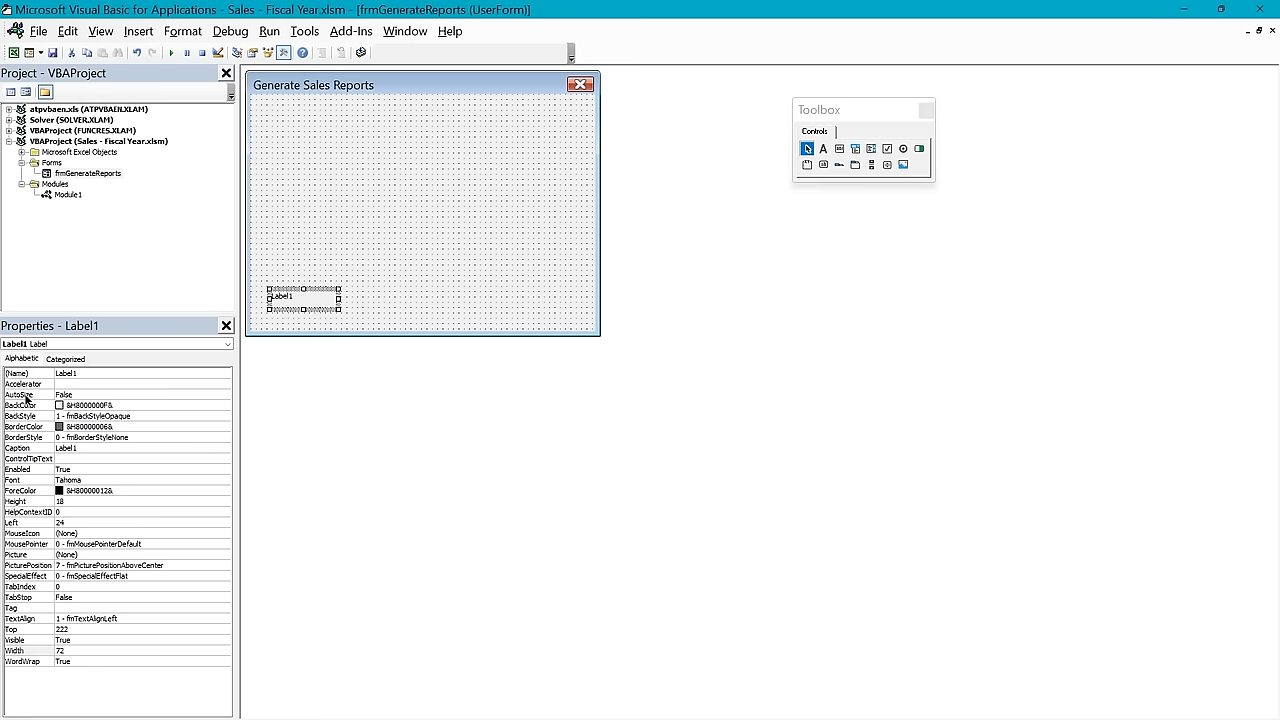 Microsoft Visual Basic for Applications - Sales - Fiscal Year.xlsm - [frmGenerateReports (UserForm)]
File Edit View Insert Format Debug Run Tools Add-Ins Window Help
Project - VBAProject
atpvbaen.xls (ATPVBAEN.XLAM)
Solver (SOLVER.XLAM)
VBAProject (FUNCRES.XLAM)
VBAProject (Sales - Fiscal Year.xlsm)
Microsoft Excel Objects
Forms
frmGenerateReports
Modules
Module1
Generate Sales Reports
Label1
Toolbox
Controls
Properties - Label1
Label1 Label
Alphabetic Categorized
(Name) Label1
Accelerator
AutoSize False
BackColor &H8000000F&
BackStyle 1 - fmBackStyleOpaque
BorderColor &H80000006&
BorderStyle 0 - fmBorderStyleNone
Caption Label1
ControlTipText
Enabled True
Font Tahoma
ForeColor &H80000012&
Height 18
HelpContextID 0
Left 24
MouseIcon (None)
MousePointer 0 - fmMousePointerDefault
Picture (None)
PicturePosition 7 - fmPicturePositionAboveCenter
SpecialEffect 0 - fmSpecialEffectFlat
TabIndex 0
TabStop False
Tag
TextAlign 1 - fmTextAlignLeft
Top 222
Visible True
Width 72
WordWrap True